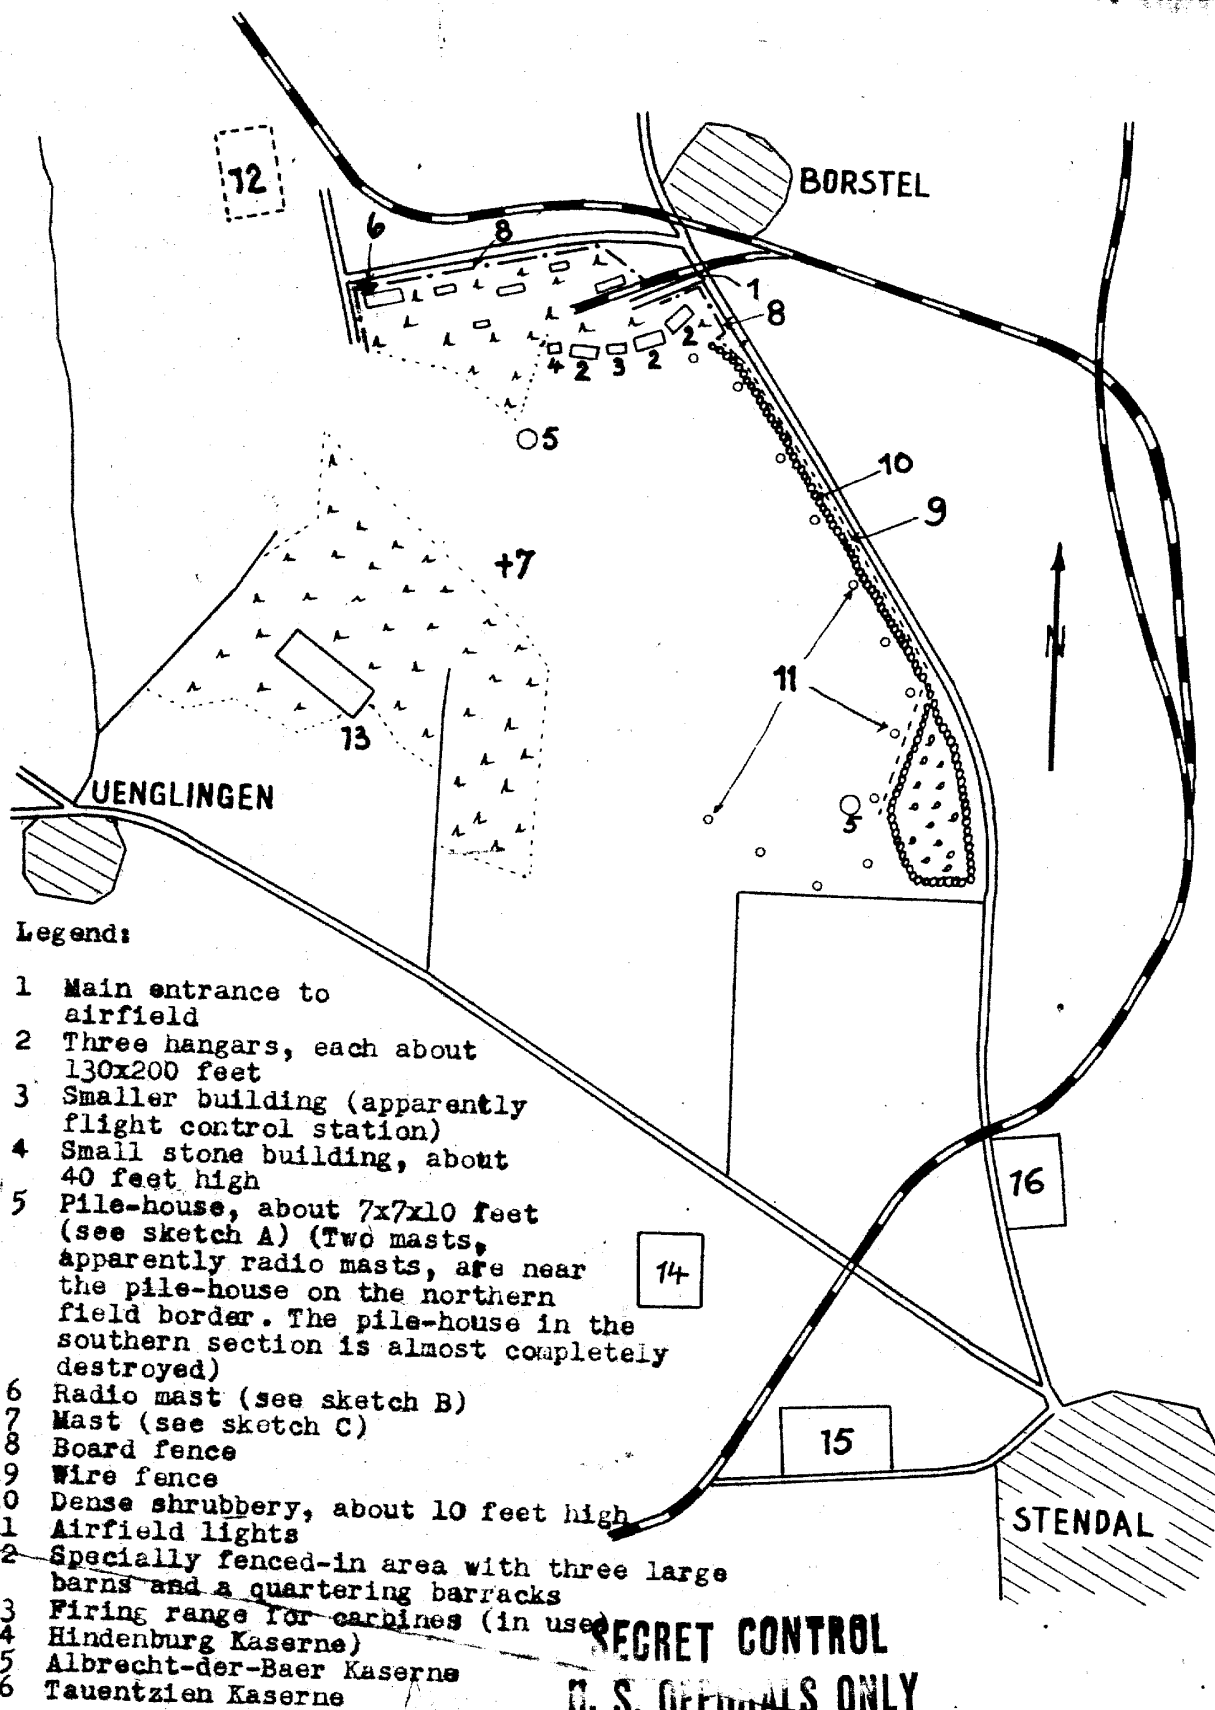 BORSTEL
12
6
8
1
8
4
2
3
2
2
5
10
9
+7
11
N
13
UENGLINGEN
5
Legend:
1 Main entrance to
airfield
2 Three hangars, each about
130x200 feet
3 Smaller building (apparently
flight control station)
4 Small stone building, about
40 feet high
5 Pile-house, about 7x7x10 feet
(see sketch A) (Two masts,
apparently radio masts, are near
the pile-house on the northern
field border. The pile-house in the
southern section is almost completely
destroyed)
6 Radio mast (see sketch B)
7 Mast (see sketch C)
8 Board fence
9 Wire fence
0 Dense shrubbery, about 10 feet high
1 Airfield lights
2 Specially fenced-in area with three large
barns and a quartering barracks
3 Firing range for carbines (in use)
4 Hindenburg Kaserne)
5 Albrecht-der-Baer Kaserne
6 Tauentzien Kaserne
16
14
15
STENDAL
SECRET CONTROL
U. S. OFFICIALS ONLY